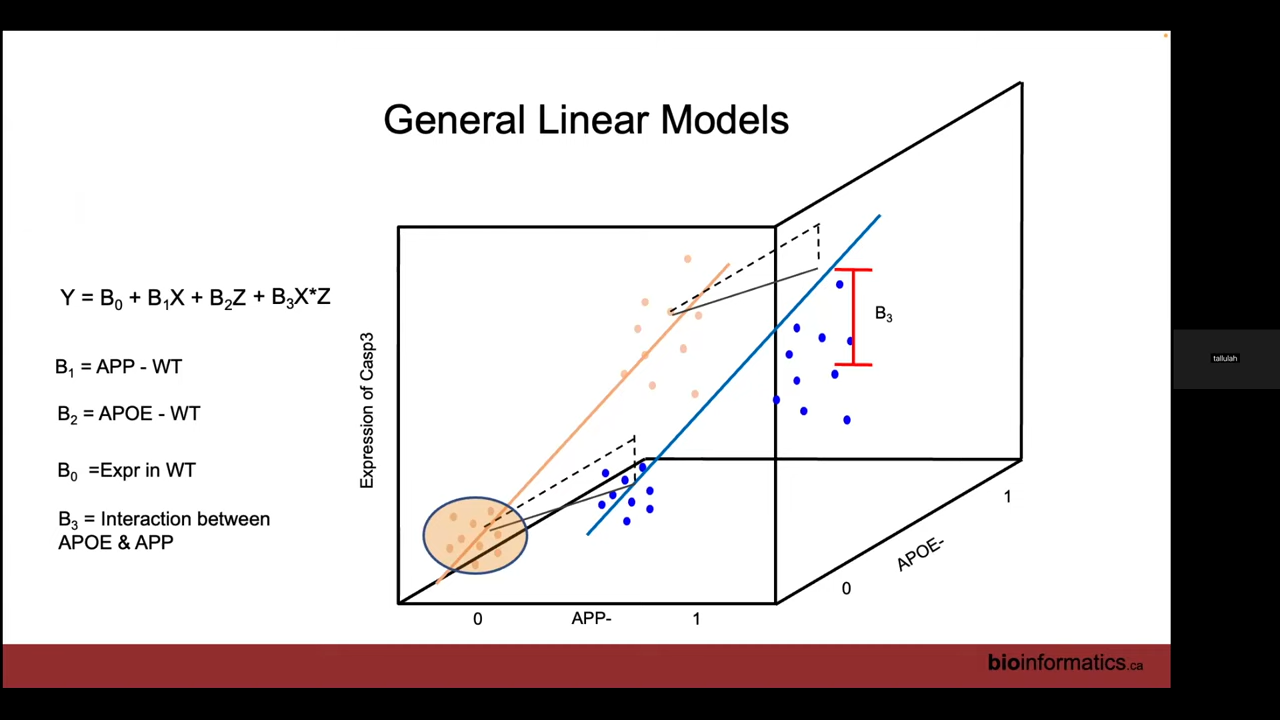 General Linear Models
Y = B₀ + B₁X + B₂Z + B₃X*Z
B₁ = APP - WT
B₂ = APOE - WT
B₀ =Expr in WT
B₃ = Interaction between
APOE & APP
Expression of Casp3
B₃
0
APP-
1
0
APOE-
1
tallulah
bioinformatics.ca